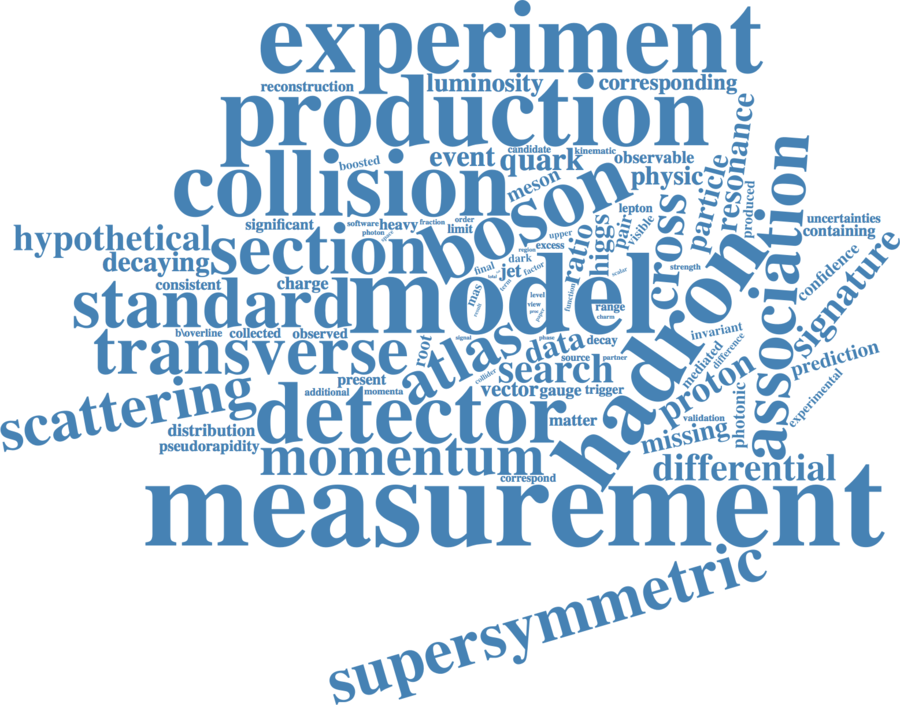 experiment
reconstruction luminosity corresponding
production
candidate kinematic
collision boosted event quark observable
meson boson physic particle resonance produced
significant software heavy fraction order limit lepton
photon
hypothetical section upper pair visible uncertainties
containing
decaying region excess ratio higgs cross association
final dark
consistent charge jet factor strength confidence
standard model mas term function scalar hadron signature
level
view range
charm
b\overline collected observed signal phase invariant
transverse root atlas data decay mediated difference
source partner prediction
present collider search
scattering additional momenta vector gauge trigger proton experimental
detector matter validation photonic
distribution missing
pseudorapidity momentum differential
correspond
measurement
supersymmetric